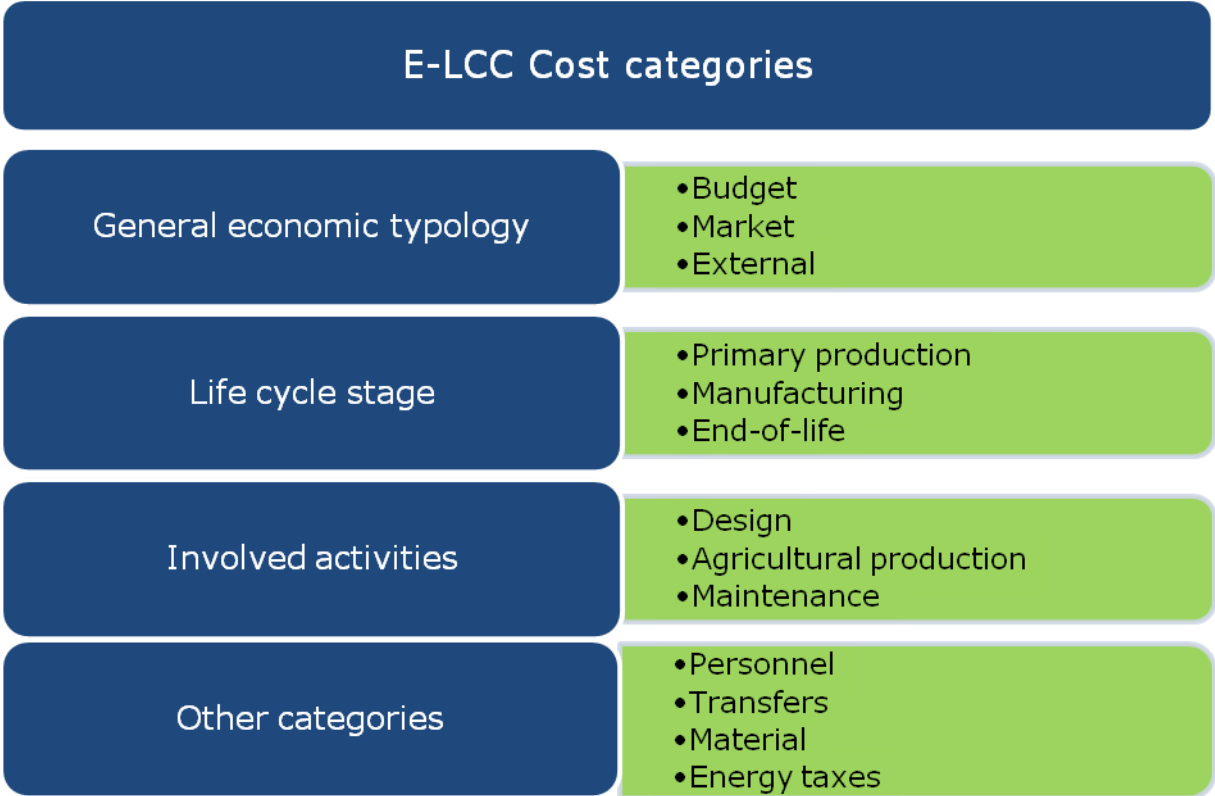 E-LCC Cost categories
General economic typology
•Budget
•Market
•External
Life cycle stage
•Primary production
•Manufacturing
•End-of-life
Involved activities
•Design
•Agricultural production
•Maintenance
Other categories
•Personnel
•Transfers
•Material
•Energy taxes